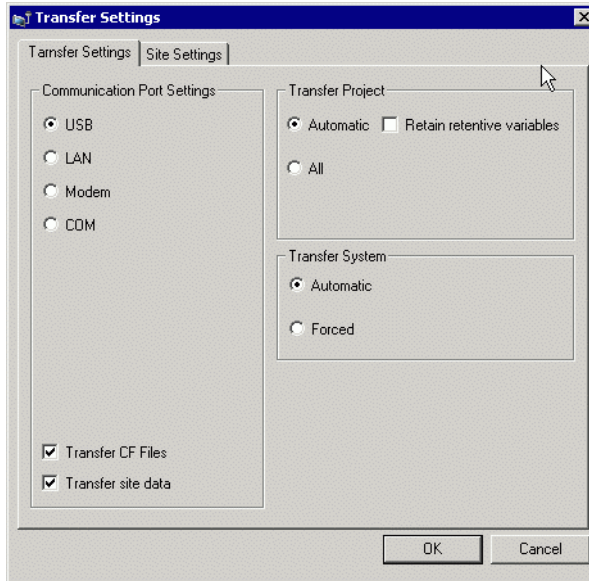 Transfer Settings
Tarnsfer Settings
Site Settings
Communication Port Settings
USB
LAN
Modem
COM
Transfer CF Files
Transfer site data
Transfer Project
Automatic
Retain retentive variables
All
Transfer System
Automatic
Forced
OK
Cancel